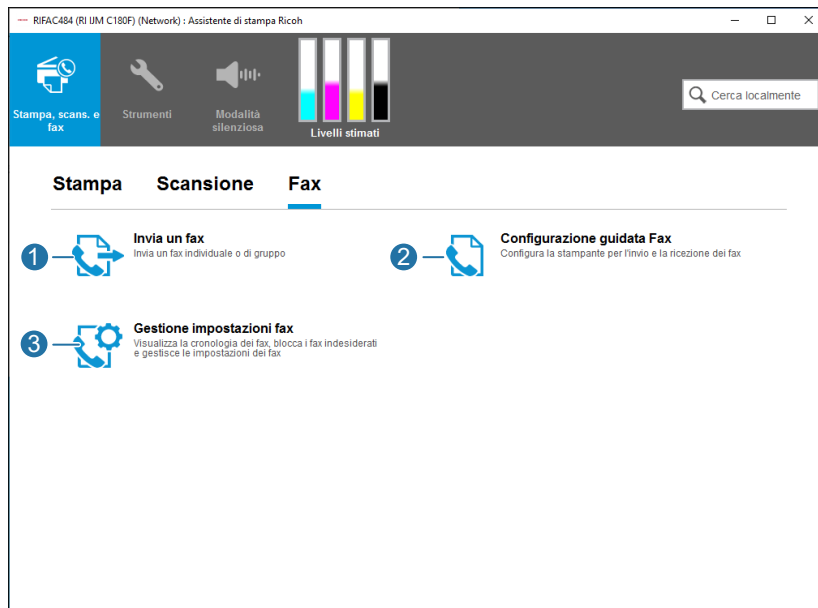 RIFAC484 (RI IJM C180F) (Network) : Assistente di stampa Ricoh
Stampa, scans. e
fax
Strumenti
Modalità
silenziosa
Livelli stimati
Cerca localmente
Stampa Scansione Fax
1
Invia un fax
Invia un fax individuale o di gruppo
2
Configurazione guidata Fax
Configura la stampante per l'invio e la ricezione dei fax
3
Gestione impostazioni fax
Visualizza la cronologia dei fax, blocca i fax indesiderati
e gestisce le impostazioni dei fax